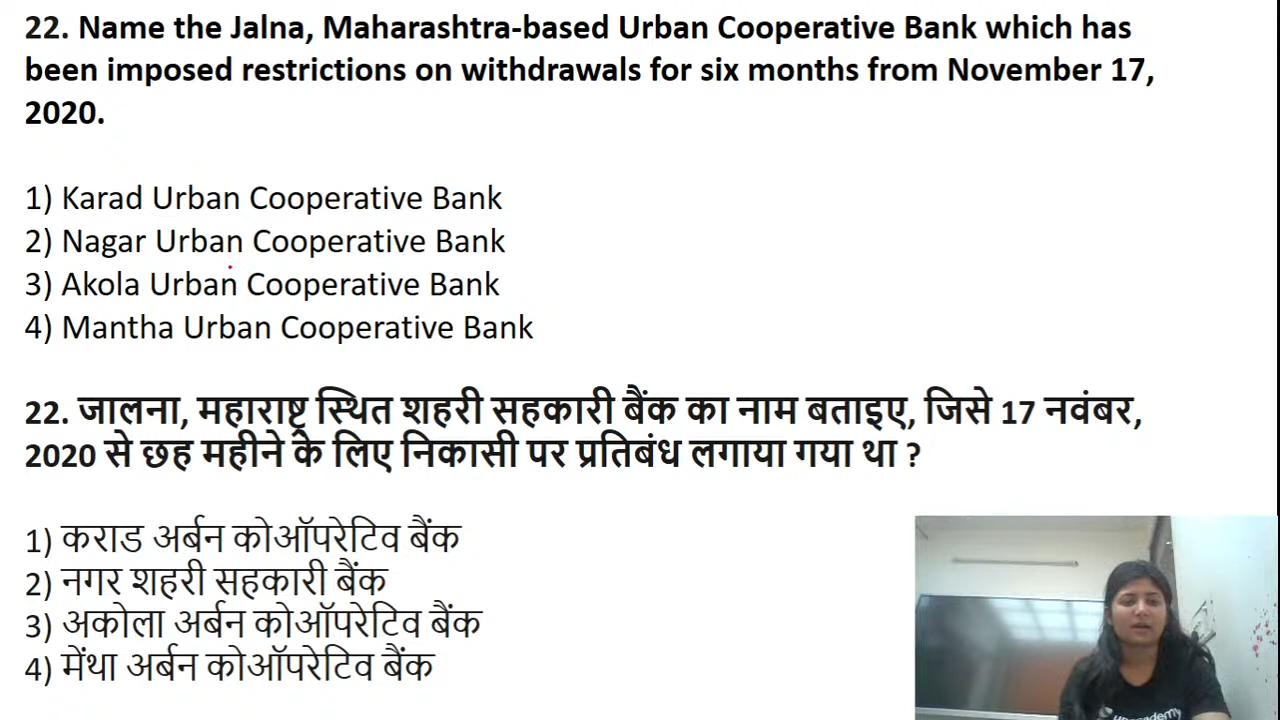 22. Name the Jalna, Maharashtra-based Urban Cooperative Bank which has
been imposed restrictions on withdrawals for six months from November 17,
2020.
1) Karad Urban Cooperative Bank
2) Nagar Urban Cooperative Bank
3) Akola Urban Cooperative Bank
4) Mantha Urban Cooperative Bank
22. जालना, महाराष्ट्र स्थित शहरी सहकारी बैंक का नाम बताइए, जिसे 17 नवंबर,
2020 से छह महीने के लिए निकासी पर प्रतिबंध लगाया गया था ?
1) कराड अर्बन कोऑपरेटिव बैंक
2) नगर शहरी सहकारी बैंक
3) अकोला अर्बन कोऑपरेटिव बैंक
4) मेंथा अर्बन कोऑपरेटिव बैंक